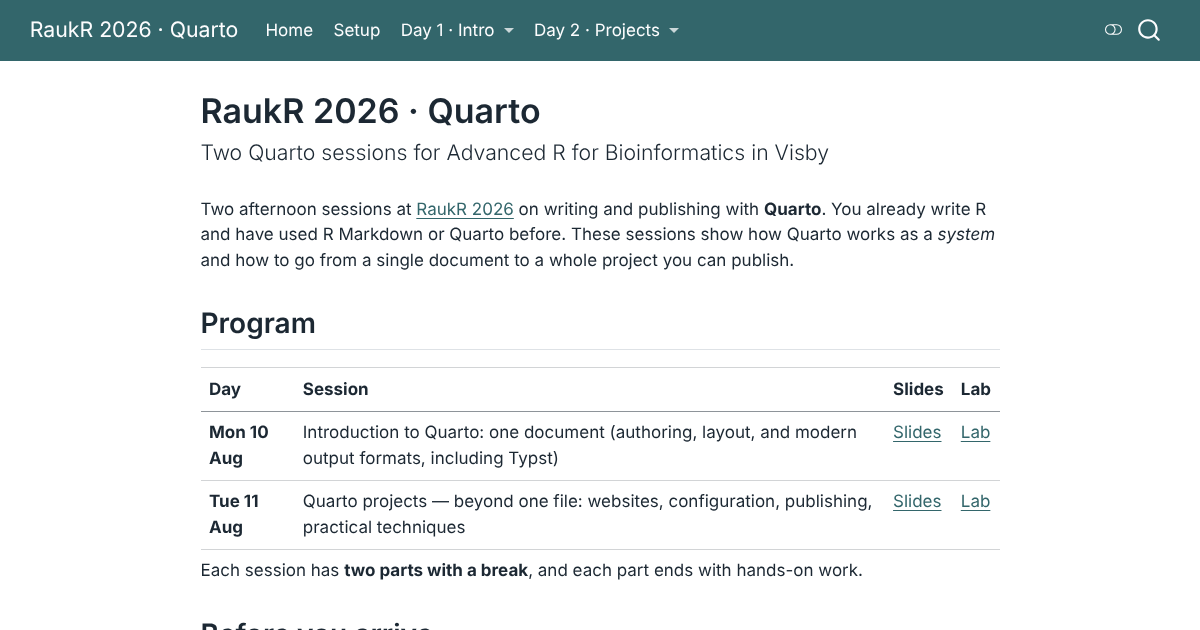 RaukR 2026 · Quarto Home Setup Day 1 · Intro Day 2 · Projects
RaukR 2026 · Quarto
Two Quarto sessions for Advanced R for Bioinformatics in Visby
Two afternoon sessions at RaukR 2026 on writing and publishing with Quarto. You already write R
and have used R Markdown or Quarto before. These sessions show how Quarto works as a system
and how to go from a single document to a whole project you can publish.
Program
Day Session Slides Lab
Mon 10 Introduction to Quarto: one document (authoring, layout, and modern Slides Lab
Aug output formats, including Typst)
Tue 11 Quarto projects — beyond one file: websites, configuration, publishing, Slides Lab
Aug practical techniques
Each session has two parts with a break, and each part ends with hands-on work.
Before you arrive